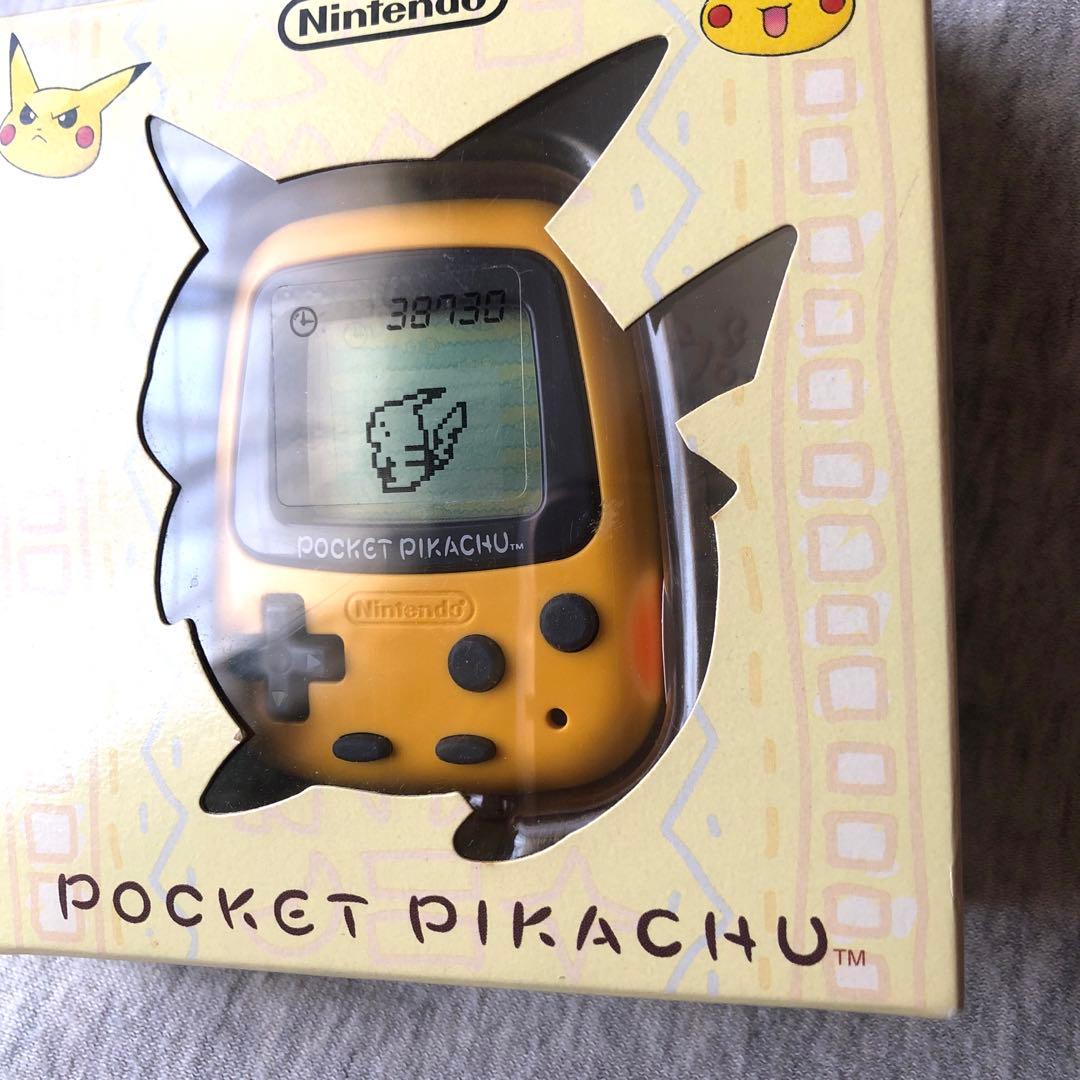 Nintendo
38730
POCKET PIKACHU™
Nintendo®
POCKET PIKACHU™